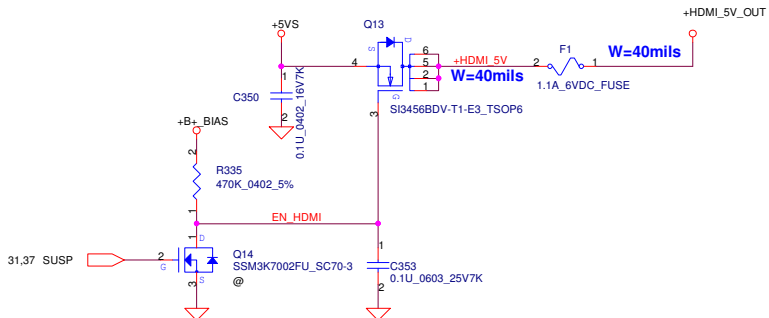 +HDMI_5V_OUT
+5VS
Q13
D
S
6
4
5
+HDMI_5V
2
F1
1
W=40mils
1
2
W=40mils
1
1.1A_6VDC_FUSE
C350
G
SI3456BDV-T1-E3_TSOP6
2
0.1U_0402_16V7K
3
+B+_BIAS
2
R335
470K_0402_5%
1
EN_HDMI
1
D
1
31,37 SUSP
2
G
Q14
SSM3K7002FU_SC70-3
C353
0.1U_0603_25V7K
S
@
3
2